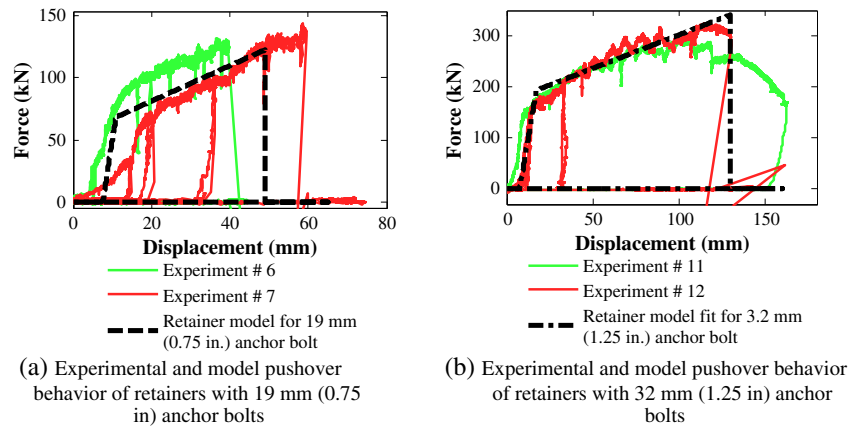 (a)
150
100
50
0
Force (kN)
0
20
40
60
80
Displacement (mm)
Experiment # 6
Experiment # 7
Retainer model for 19 mm
(0.75 in.) anchor bolt
(a) Experimental and model pushover
behavior of retainers with 19 mm (0.75
in) anchor bolts
(b)
300
200
100
0
Force (kN)
0
50
100
150
Displacement (mm)
Experiment # 11
Experiment # 12
Retainer model fit for 3.2 mm
(1.25 in.) anchor bolt
(b) Experimental and model pushover behavior
of retainers with 32 mm (1.25 in) anchor
bolts